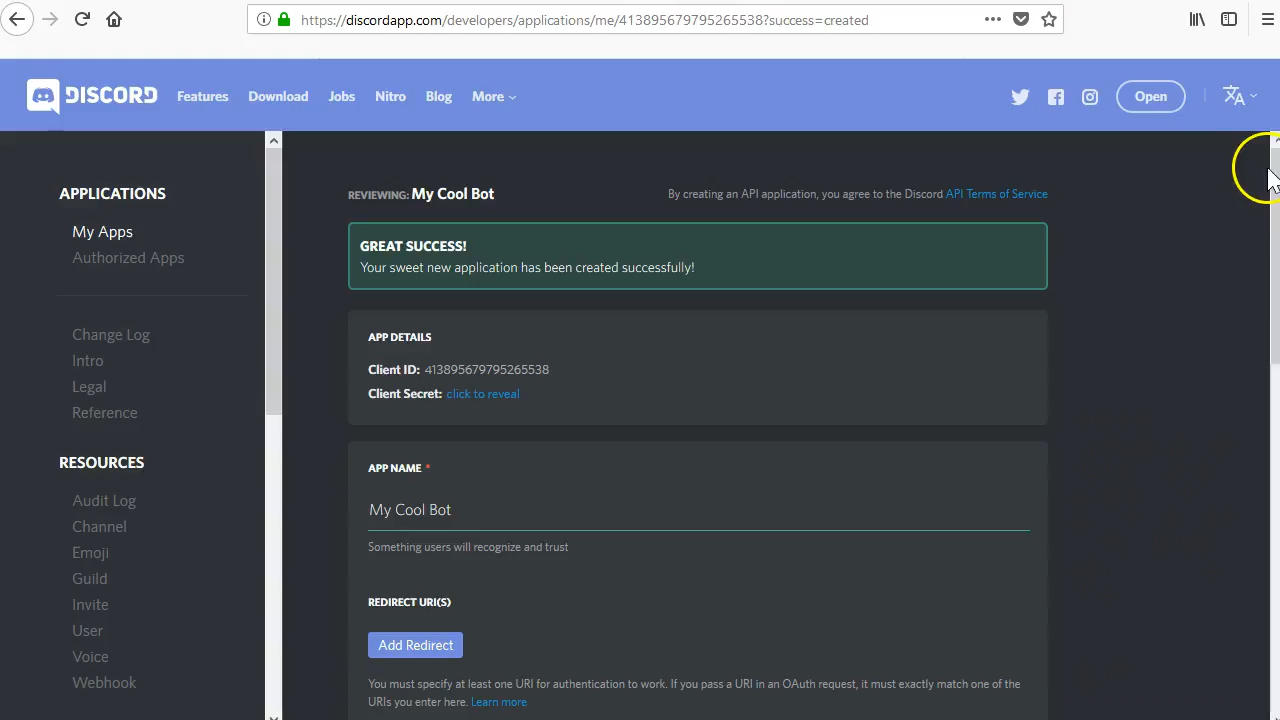 https://discordapp.com/developers/applications/me/413895679795265538?success=created
DISCORD Features Download Jobs Nitro Blog More Open
APPLICATIONS
My Apps
Authorized Apps
Change Log
Intro
Legal
Reference
RESOURCES
Audit Log
Channel
Emoji
Guild
Invite
User
Voice
Webhook
REVIEWING: My Cool Bot
By creating an API application, you agree to the Discord API Terms of Service
GREAT SUCCESS!
Your sweet new application has been created successfully!
APP DETAILS
Client ID: 413895679795265538
Client Secret: click to reveal
APP NAME *
My Cool Bot
Something users will recognize and trust
REDIRECT URI(S)
Add Redirect
You must specify at least one URI for authentication to work. If you pass a URI in an OAuth request, it must exactly match one of the
URIs you enter here. Learn more